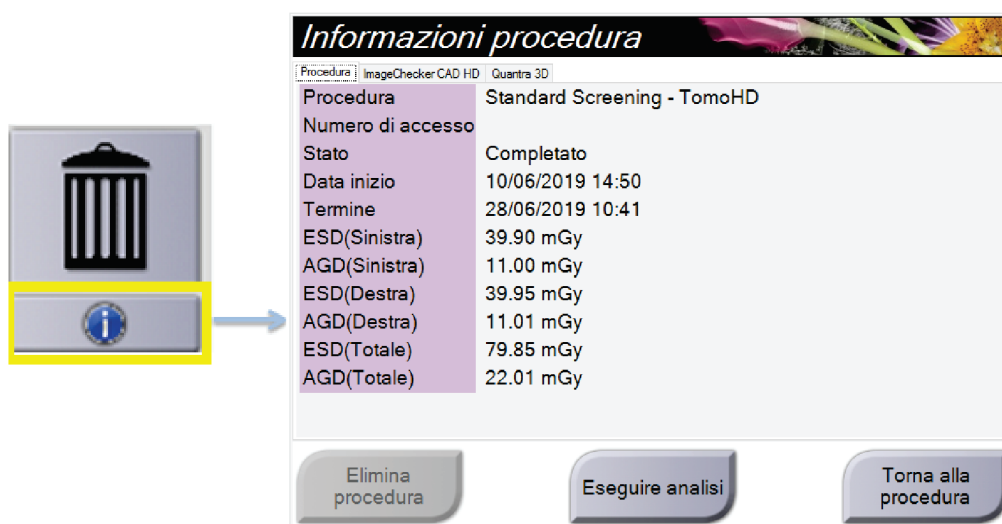 Informazioni procedura
Procedura ImageChecker CAD HD Quantra 3D
Procedura Standard Screening - TomoHD
Numero di accesso
Stato Completato
Data inizio 10/06/2019 14:50
Termine 28/06/2019 10:41
ESD(Sinistra) 39.90 mGy
AGD(Sinistra) 11.00 mGy
ESD(Destra) 39.95 mGy
AGD(Destra) 11.01 mGy
ESD(Totale) 79.85 mGy
AGD(Totale) 22.01 mGy
Elimina
procedura
Eseguire analisi
Torna alla
procedura